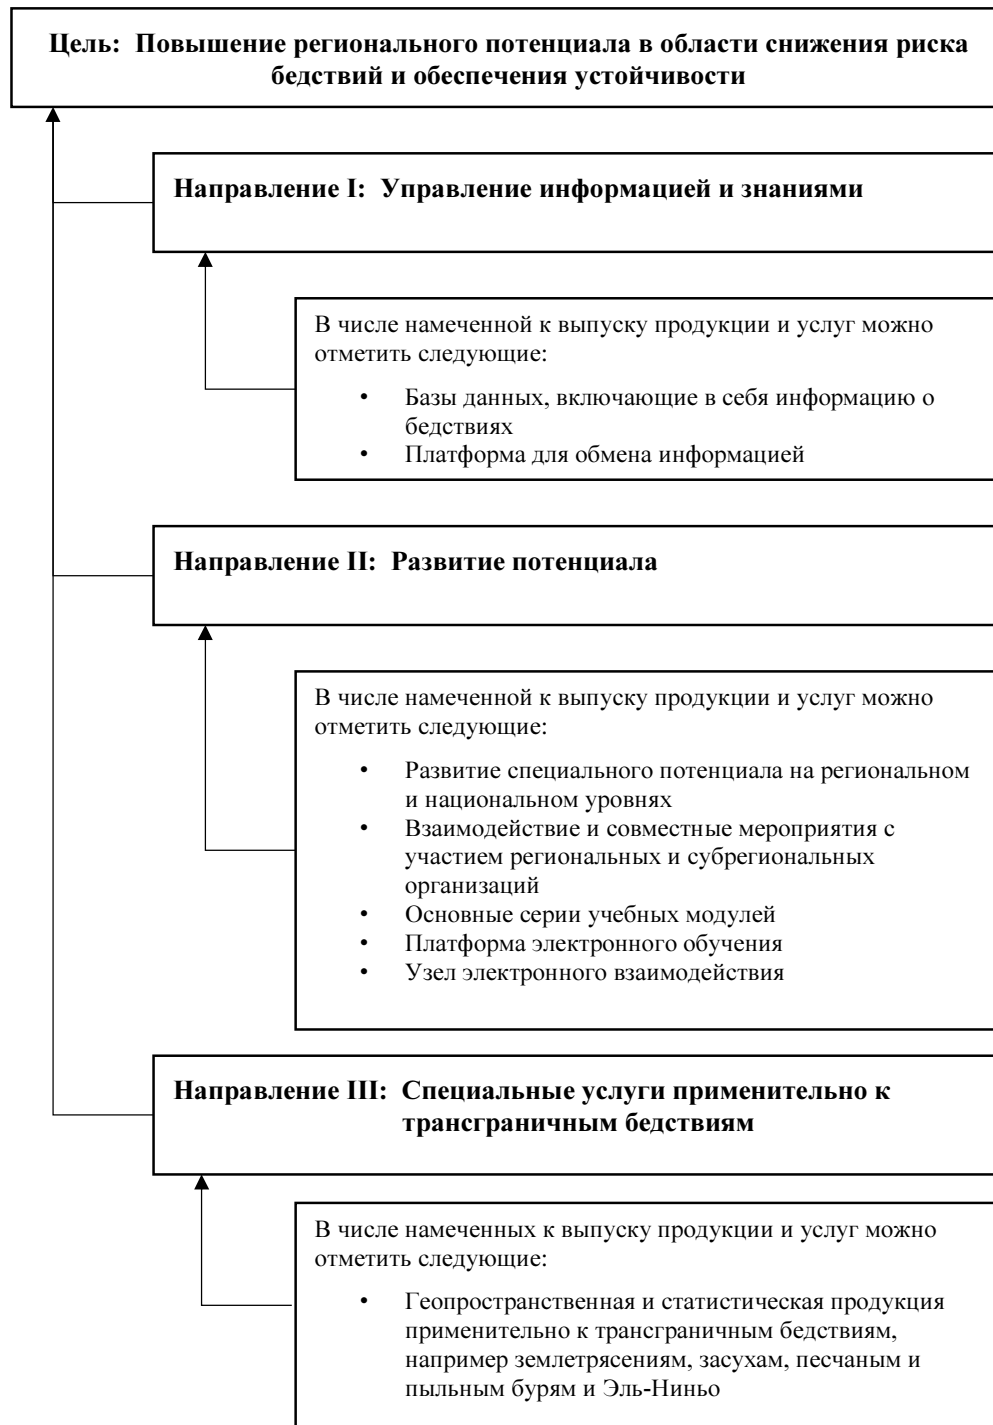 Цель:  Повышение регионального потенциала в области снижения риска
бедствий и обеспечения устойчивости
Направление I:  Управление информацией и знаниями
В числе намеченной к выпуску продукции и услуг можно
отметить следующие:
• Базы данных, включающие в себя информацию о
бедствиях
• Платформа для обмена информацией
Направление II:  Развитие потенциала
В числе намеченной к выпуску продукции и услуг можно
отметить следующие:
• Развитие специального потенциала на региональном
и национальном уровнях
• Взаимодействие и совместные мероприятия с
участием региональных и субрегиональных
организаций
• Основные серии учебных модулей
• Платформа электронного обучения
• Узел электронного взаимодействия
Направление III:  Специальные услуги применительно к
трансграничным бедствиям
В числе намеченных к выпуску продукции и услуг можно
отметить следующие:
• Геопространственная и статистическая продукция
применительно к трансграничным бедствиям,
например землетрясениям, засухам, песчаным и
пыльным бурям и Эль-Ниньо